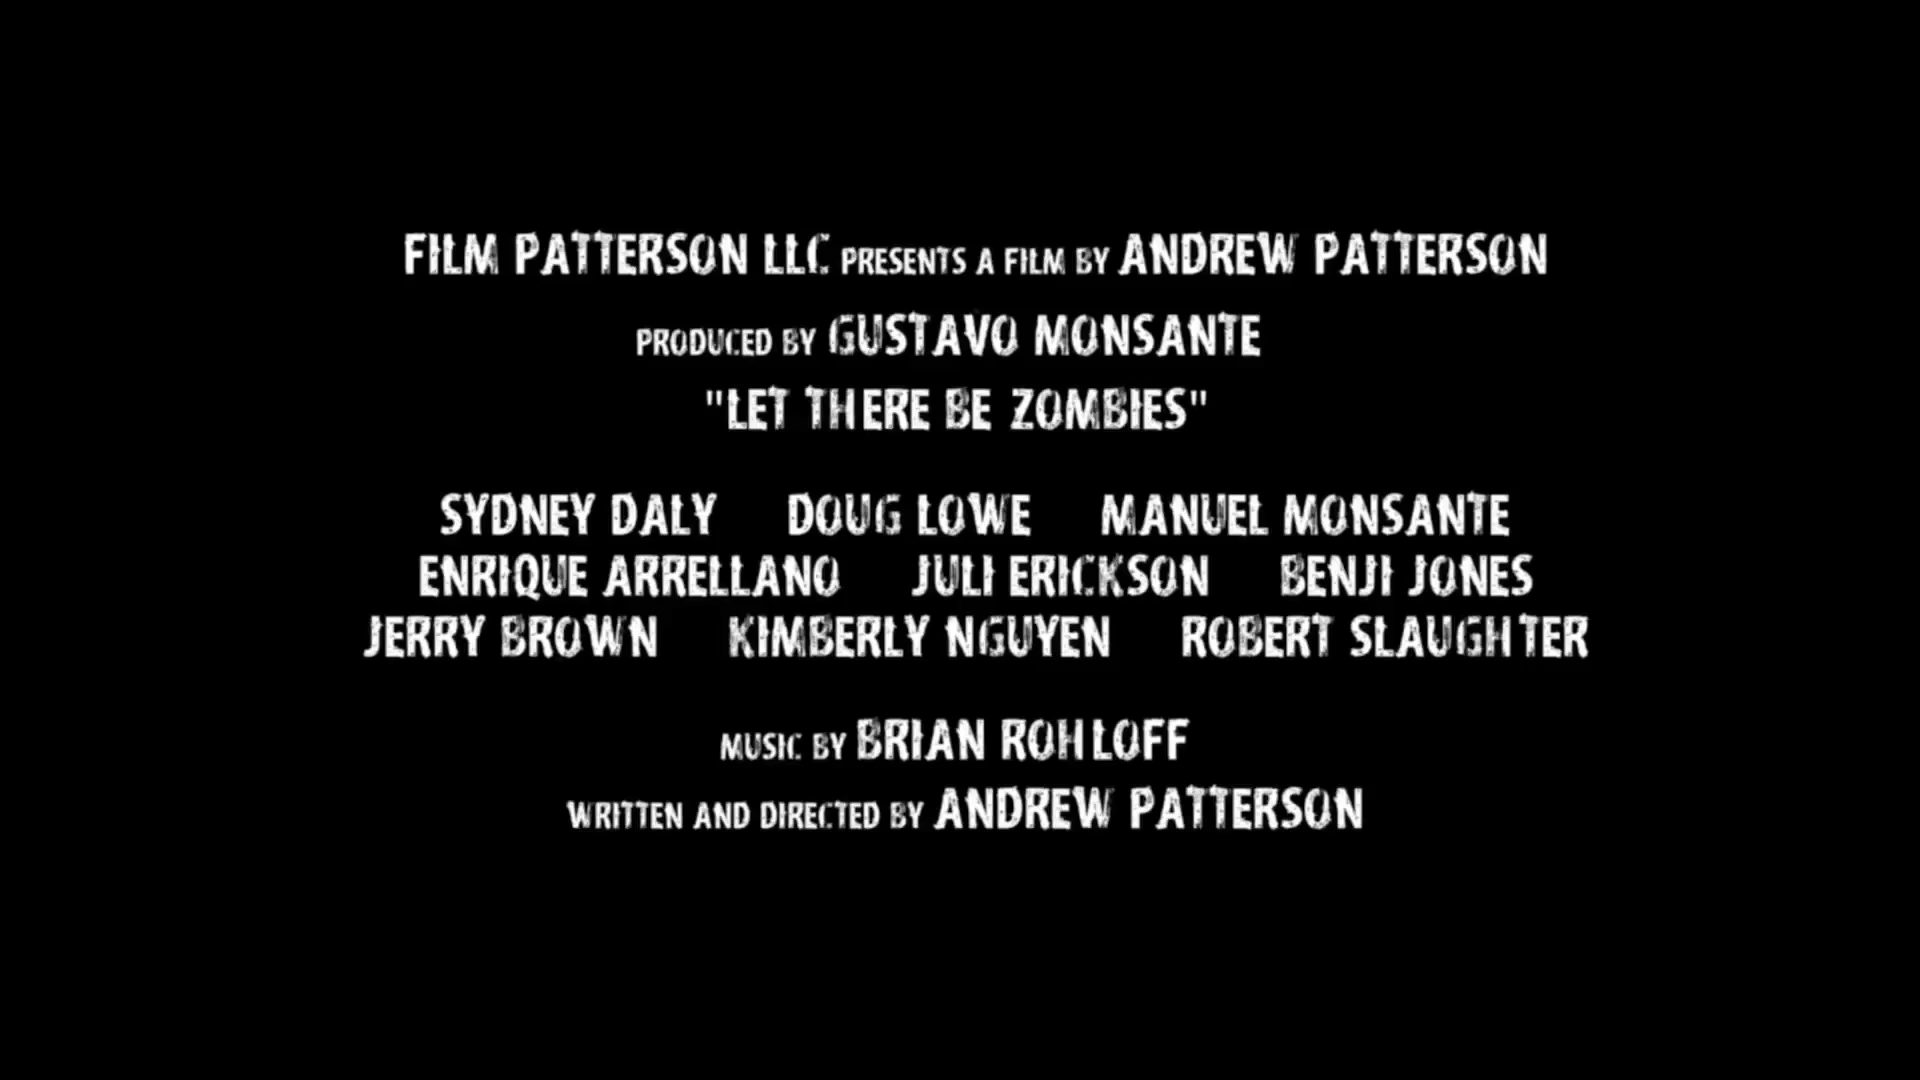 FILM PATTERSON LLC PRESENTS A FILM BY ANDREW PATTERSON
PRODUCED BY GUSTAVO MONSANTE
"LET THERE BE ZOMBIES"
SYDNEY DALY DOUG LOWE MANUEL MONSANTE
ENRIQUE ARRELLANO JULI ERICKSON BENJI JONES
JERRY BROWN KIMBERLY NGUYEN ROBERT SLAUGHTER
MUSIC BY BRIAN ROHLOFF
WRITTEN AND DIRECTED BY ANDREW PATTERSON